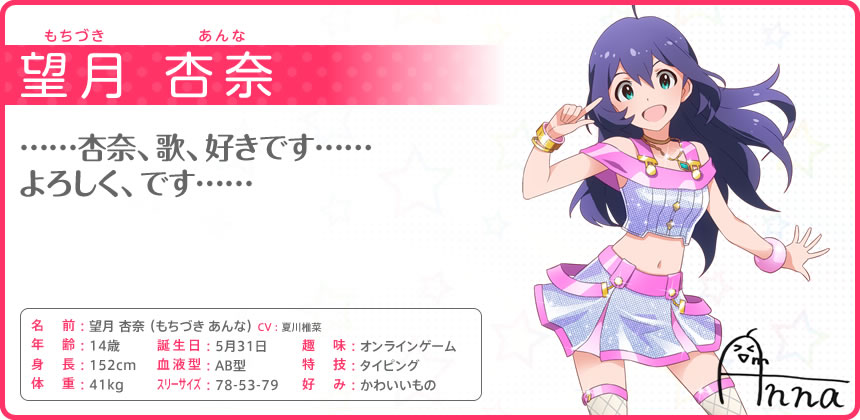 もちづき あんな
望月 杏奈
……杏奈、歌、好きです……
よろしく、です……
名 前：望月 杏奈（もちづき あんな）CV：夏川椎菜
年 齢：14歳 誕生日：5月31日 趣 味：オンラインゲーム
身 長：152cm 血液型：AB型 特 技：タイピング
体 重：41kg ｽﾘｰサイズ：78-53-79 好 み：かわいいもの
Anna